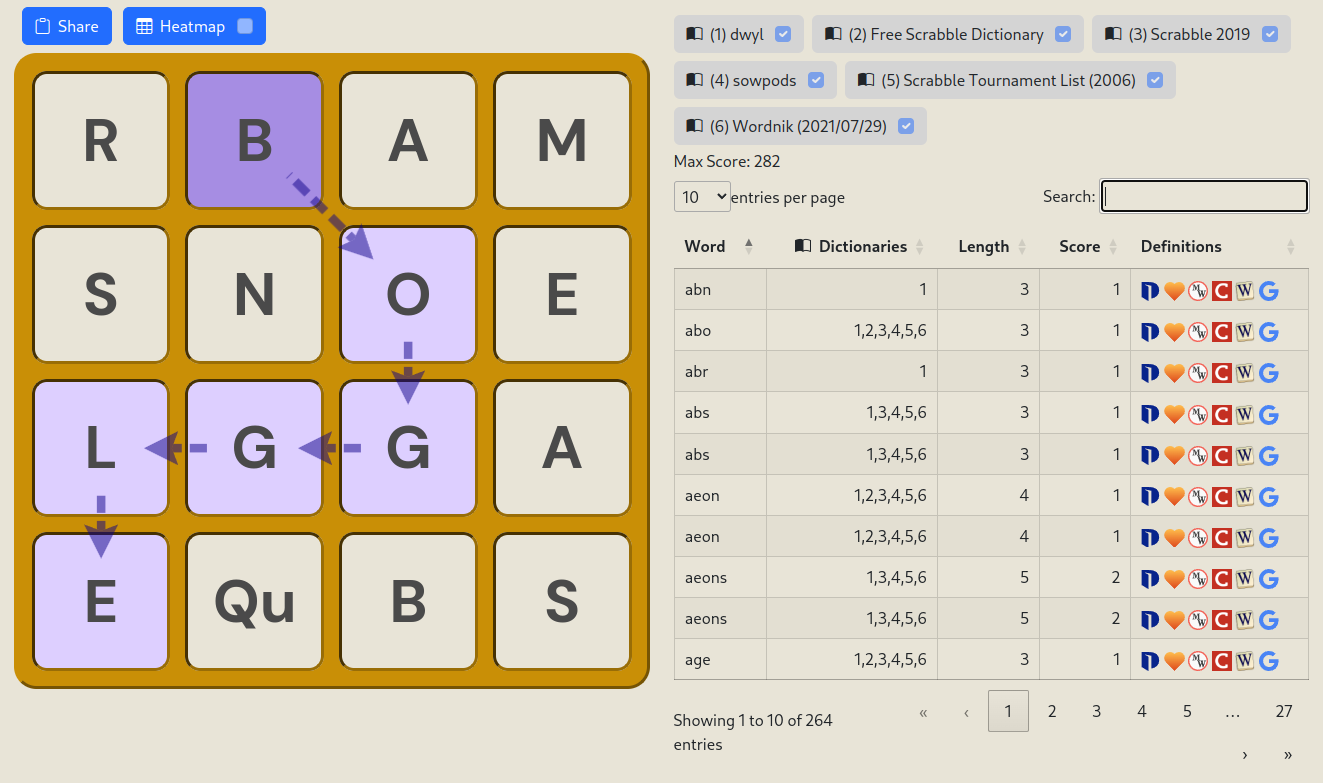 Share Heatmap
R B A M
S N O E
L G G A
E Qu B S
(1) dwyl (2) Free Scrabble Dictionary (3) Scrabble 2019
(4) sowpods (5) Scrabble Tournament List (2006)
(6) Wordnik (2021/07/29)
Max Score: 282
10 entries per page Search:
Word Dictionaries Length Score Definitions
abn 1 3 1
abo 1,2,3,4,5,6 3 1
abr 1 3 1
abs 1,3,4,5,6 3 1
abs 1,3,4,5,6 3 1
aeon 1,2,3,4,5,6 4 1
aeon 1,2,3,4,5,6 4 1
aeons 1,3,4,5,6 5 2
aeons 1,3,4,5,6 5 2
age 1,2,3,4,5,6 3 1
Showing 1 to 10 of 264
entries
« ‹ 1 2 3 4 5 … 27
› »